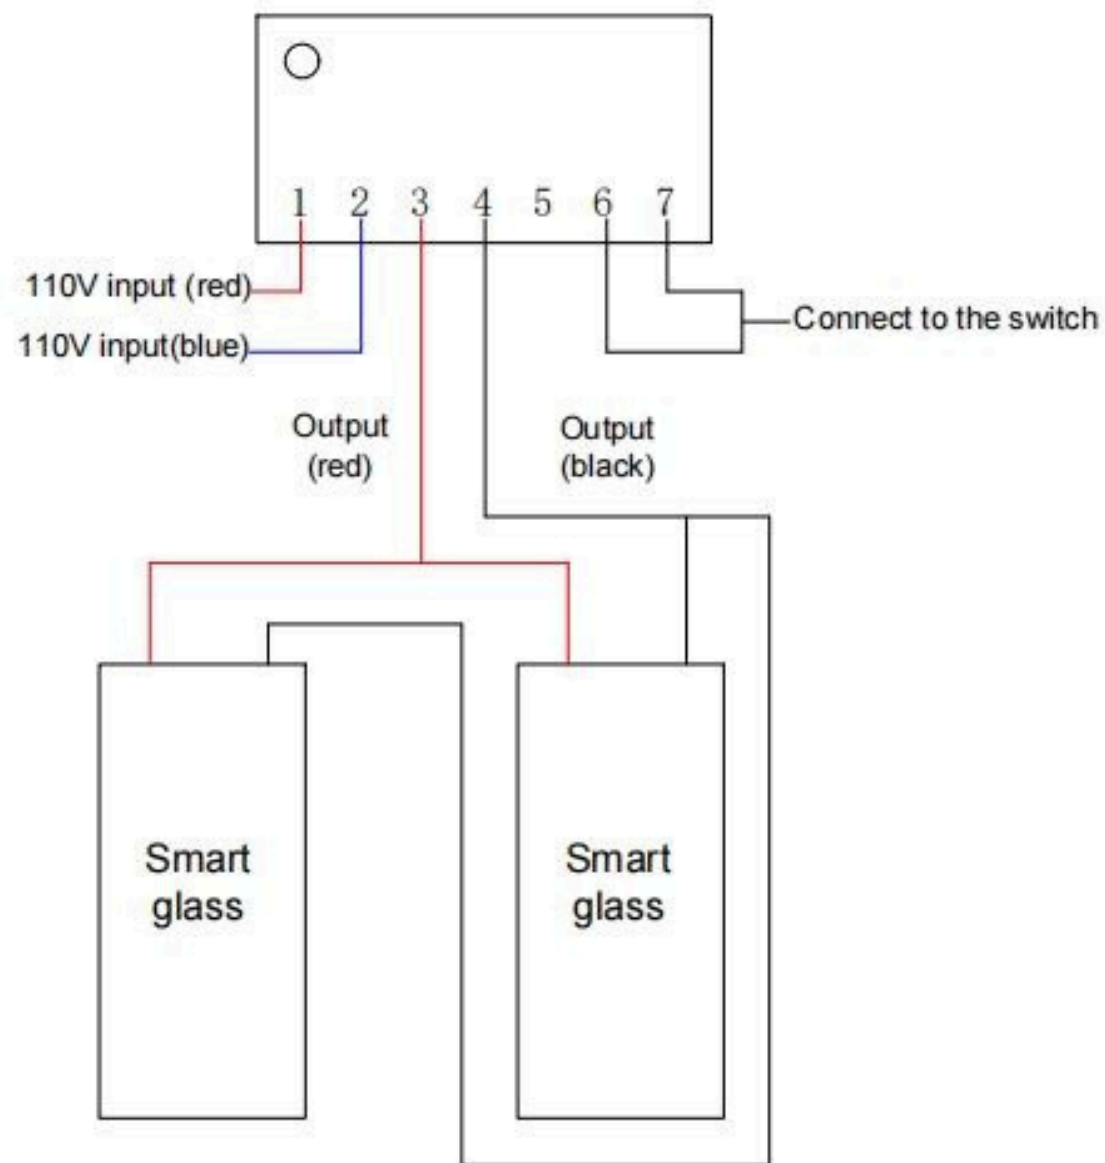 1 2 3 4 5 6 7
110V input (red)
110V input(blue)
Connect to the switch
Output
(red)
Output
(black)
Smart
glass
Smart
glass